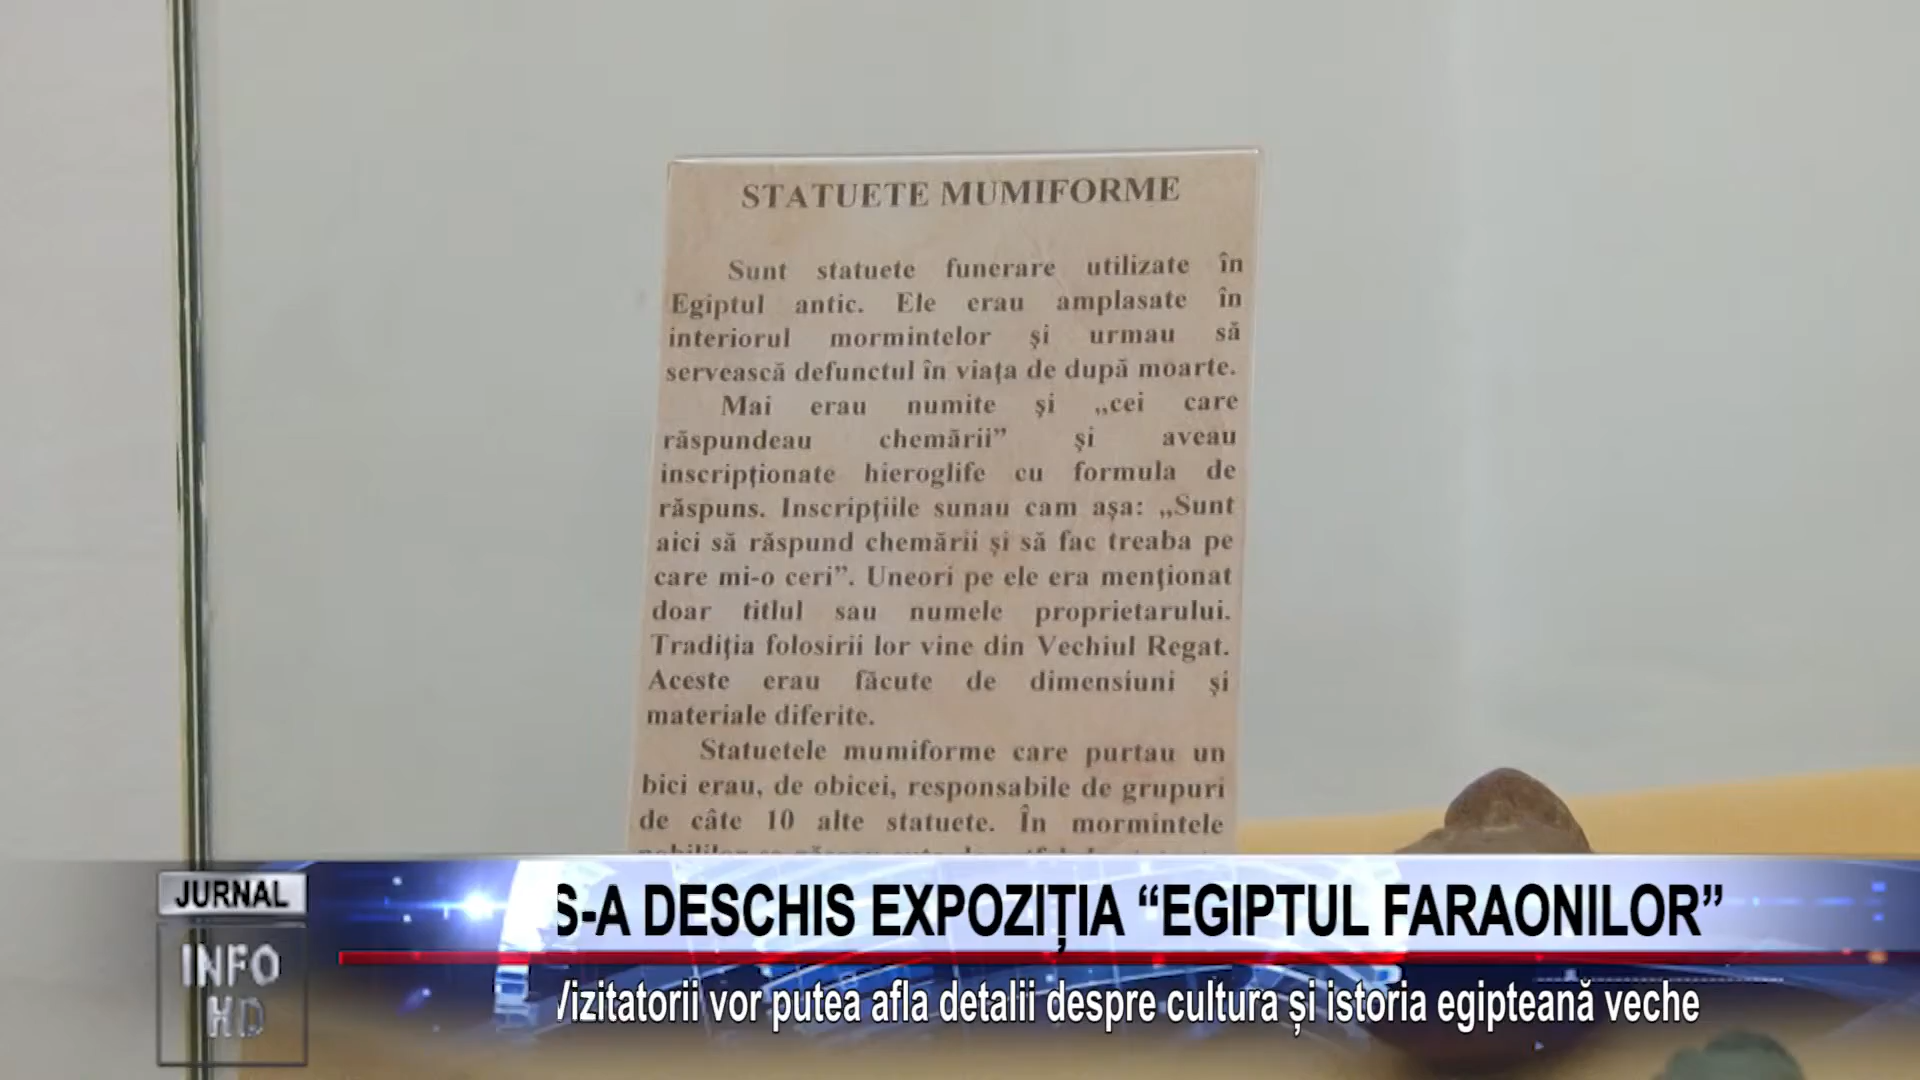 STATUETE MUMIFORME
Sunt statuete funerare utilizate în
Egiptul antic. Ele erau amplasate în
interiorul mormintelor şi urmau să
servească defunctul în viaţa de după moarte.
Mai erau numite şi „cei care
răspundeau chemării” şi aveau
inscripţionate hieroglife cu formula de
răspuns. Inscripţiile sunau cam aşa: „Sunt
aici să răspund chemării şi să fac treaba pe
care mi-o ceri”. Uneori pe ele era menţionat
doar titlul sau numele proprietarului.
Tradiţia folosirii lor vine din Vechiul Regat.
Aceste erau făcute de dimensiuni şi
materiale diferite.
Statuetele mumiforme care purtau un
bici erau, de obicei, responsabile de grupuri
de câte 10 alte statuete. În mormintele
JURNAL
INFO
HD
S-A DESCHIS EXPOZIȚIA “EGIPTUL FARAONILOR”
Vizitatorii vor putea afla detalii despre cultura și istoria egipteană veche